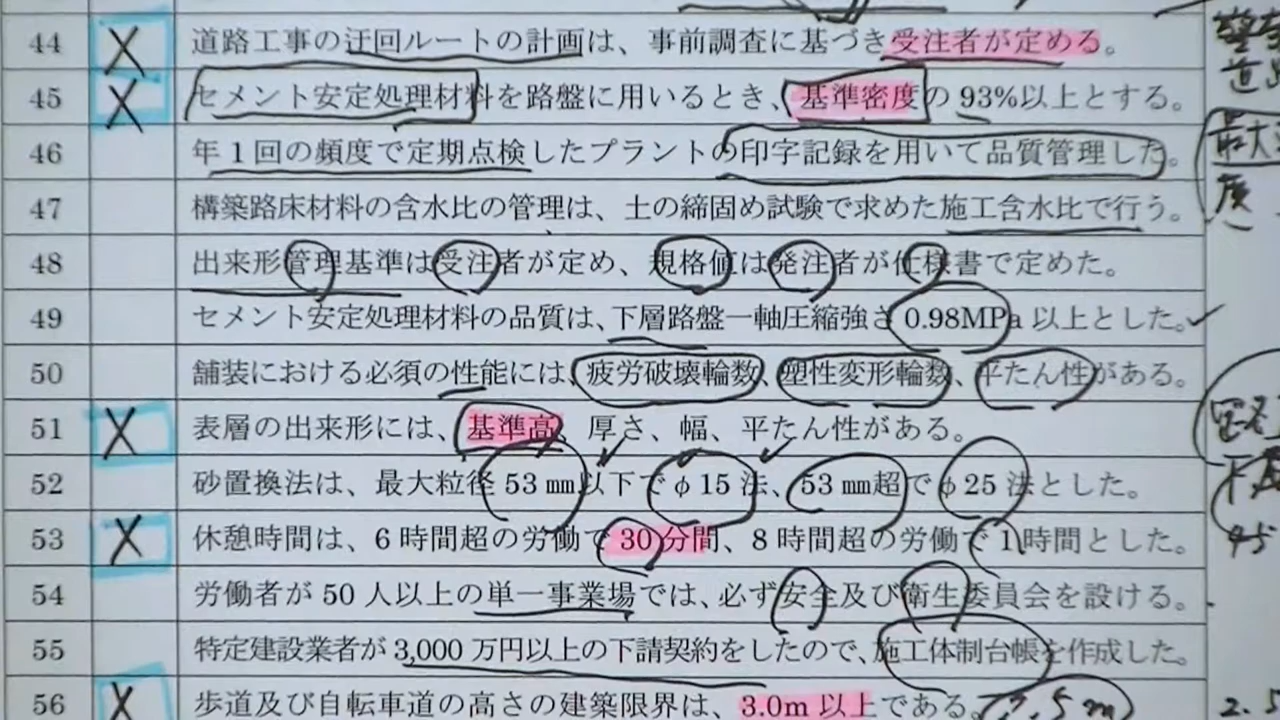 44 X 道路工事の迂回ルートの計画は、事前調査に基づき受注者が定める。
道
45 X セメント安定処理材料を路盤に用いるとき、基準密度の 93%以上とする。
最大
46 年 1 回の頻度で定期点検したプラントの印字記録を用いて品質管理した。
度
47 構築路床材料の含水比の管理は、土の締固め試験で求めた施工含水比で行う。
48 出来形管理基準は受注者が定め、規格値は発注者が仕様書で定めた。
49 セメント安定処理材料の品質は、下層路盤一軸圧縮強さ 0.98MPa 以上とした。
50 舗装における必須の性能には、疲労破壊輪数、塑性変形輪数、平たん性がある。
51 X 表層の出来形には、基準高、厚さ、幅、平たん性がある。
52 砂置換法は、最大粒径 53 ㎜以下でφ15 法、53 ㎜超でφ25 法とした。
53 X 休憩時間は、6 時間超の労働で 30 分間、8 時間超の労働で 1 時間とした。
45
54 労働者が 50 人以上の単一事業場では、必ず安全及び衛生委員会を設ける。
55 特定建設業者が 3,000 万円以上の下請契約をしたので、施工体制台帳を作成した。
56 X 歩道及び自転車道の高さの建築限界は、3.0m 以上である。
2.5m
2.5